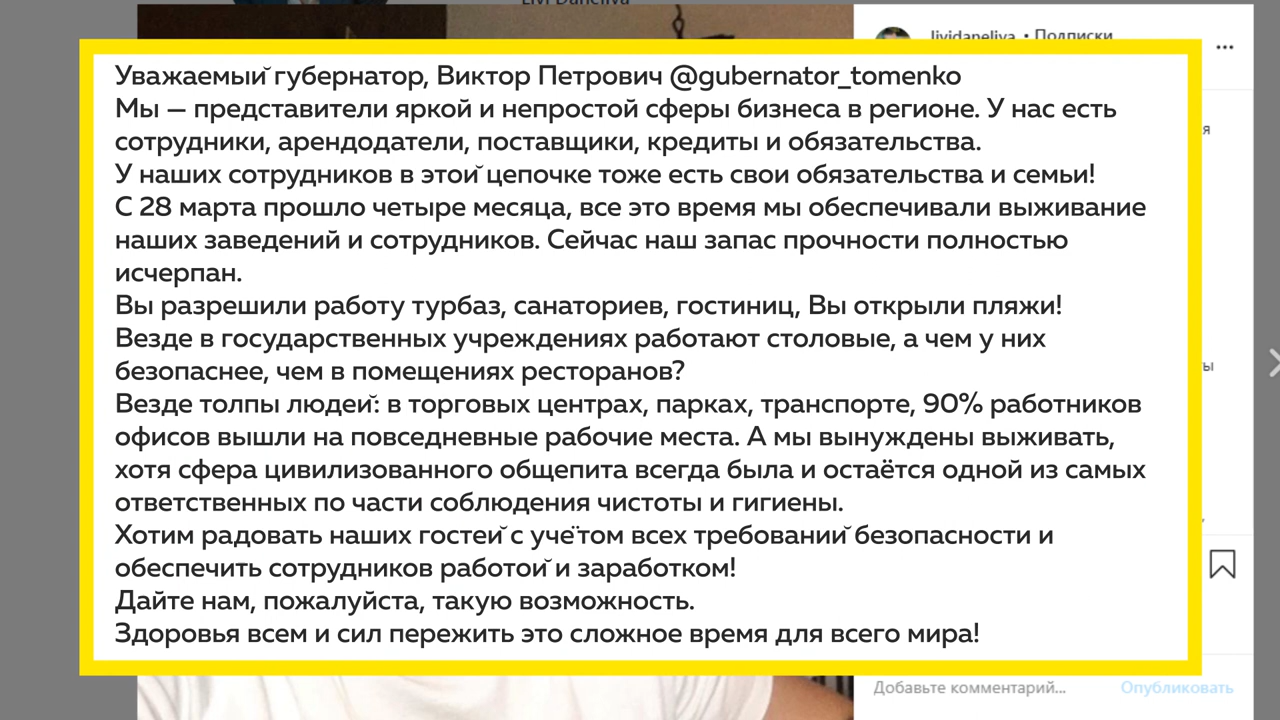 Livi Daneliya
lividaneliya • Подписки
Уважаемый губернатор, Виктор Петрович @gubernator_tomenko
Мы — представители яркой и непростой сферы бизнеса в регионе. У нас есть
сотрудники, арендодатели, поставщики, кредиты и обязательства.
У наших сотрудников в этой цепочке тоже есть свои обязательства и семьи!
С 28 марта прошло четыре месяца, все это время мы обеспечивали выживание
наших заведений и сотрудников. Сейчас наш запас прочности полностью
исчерпан.
Вы разрешили работу турбаз, санаториев, гостиниц, Вы открыли пляжи!
Везде в государственных учреждениях работают столовые, а чем у них
безопаснее, чем в помещениях ресторанов?
Везде толпы людей: в торговых центрах, парках, транспорте, 90% работников
офисов вышли на повседневные рабочие места. А мы вынуждены выживать,
хотя сфера цивилизованного общепита всегда была и остаётся одной из самых
ответственных по части соблюдения чистоты и гигиены.
Хотим радовать наших гостей с учётом всех требований безопасности и
обеспечить сотрудников работой и заработком!
Дайте нам, пожалуйста, такую возможность.
Здоровья всем и сил пережить это сложное время для всего мира!
Добавьте комментарий... Опубликовать